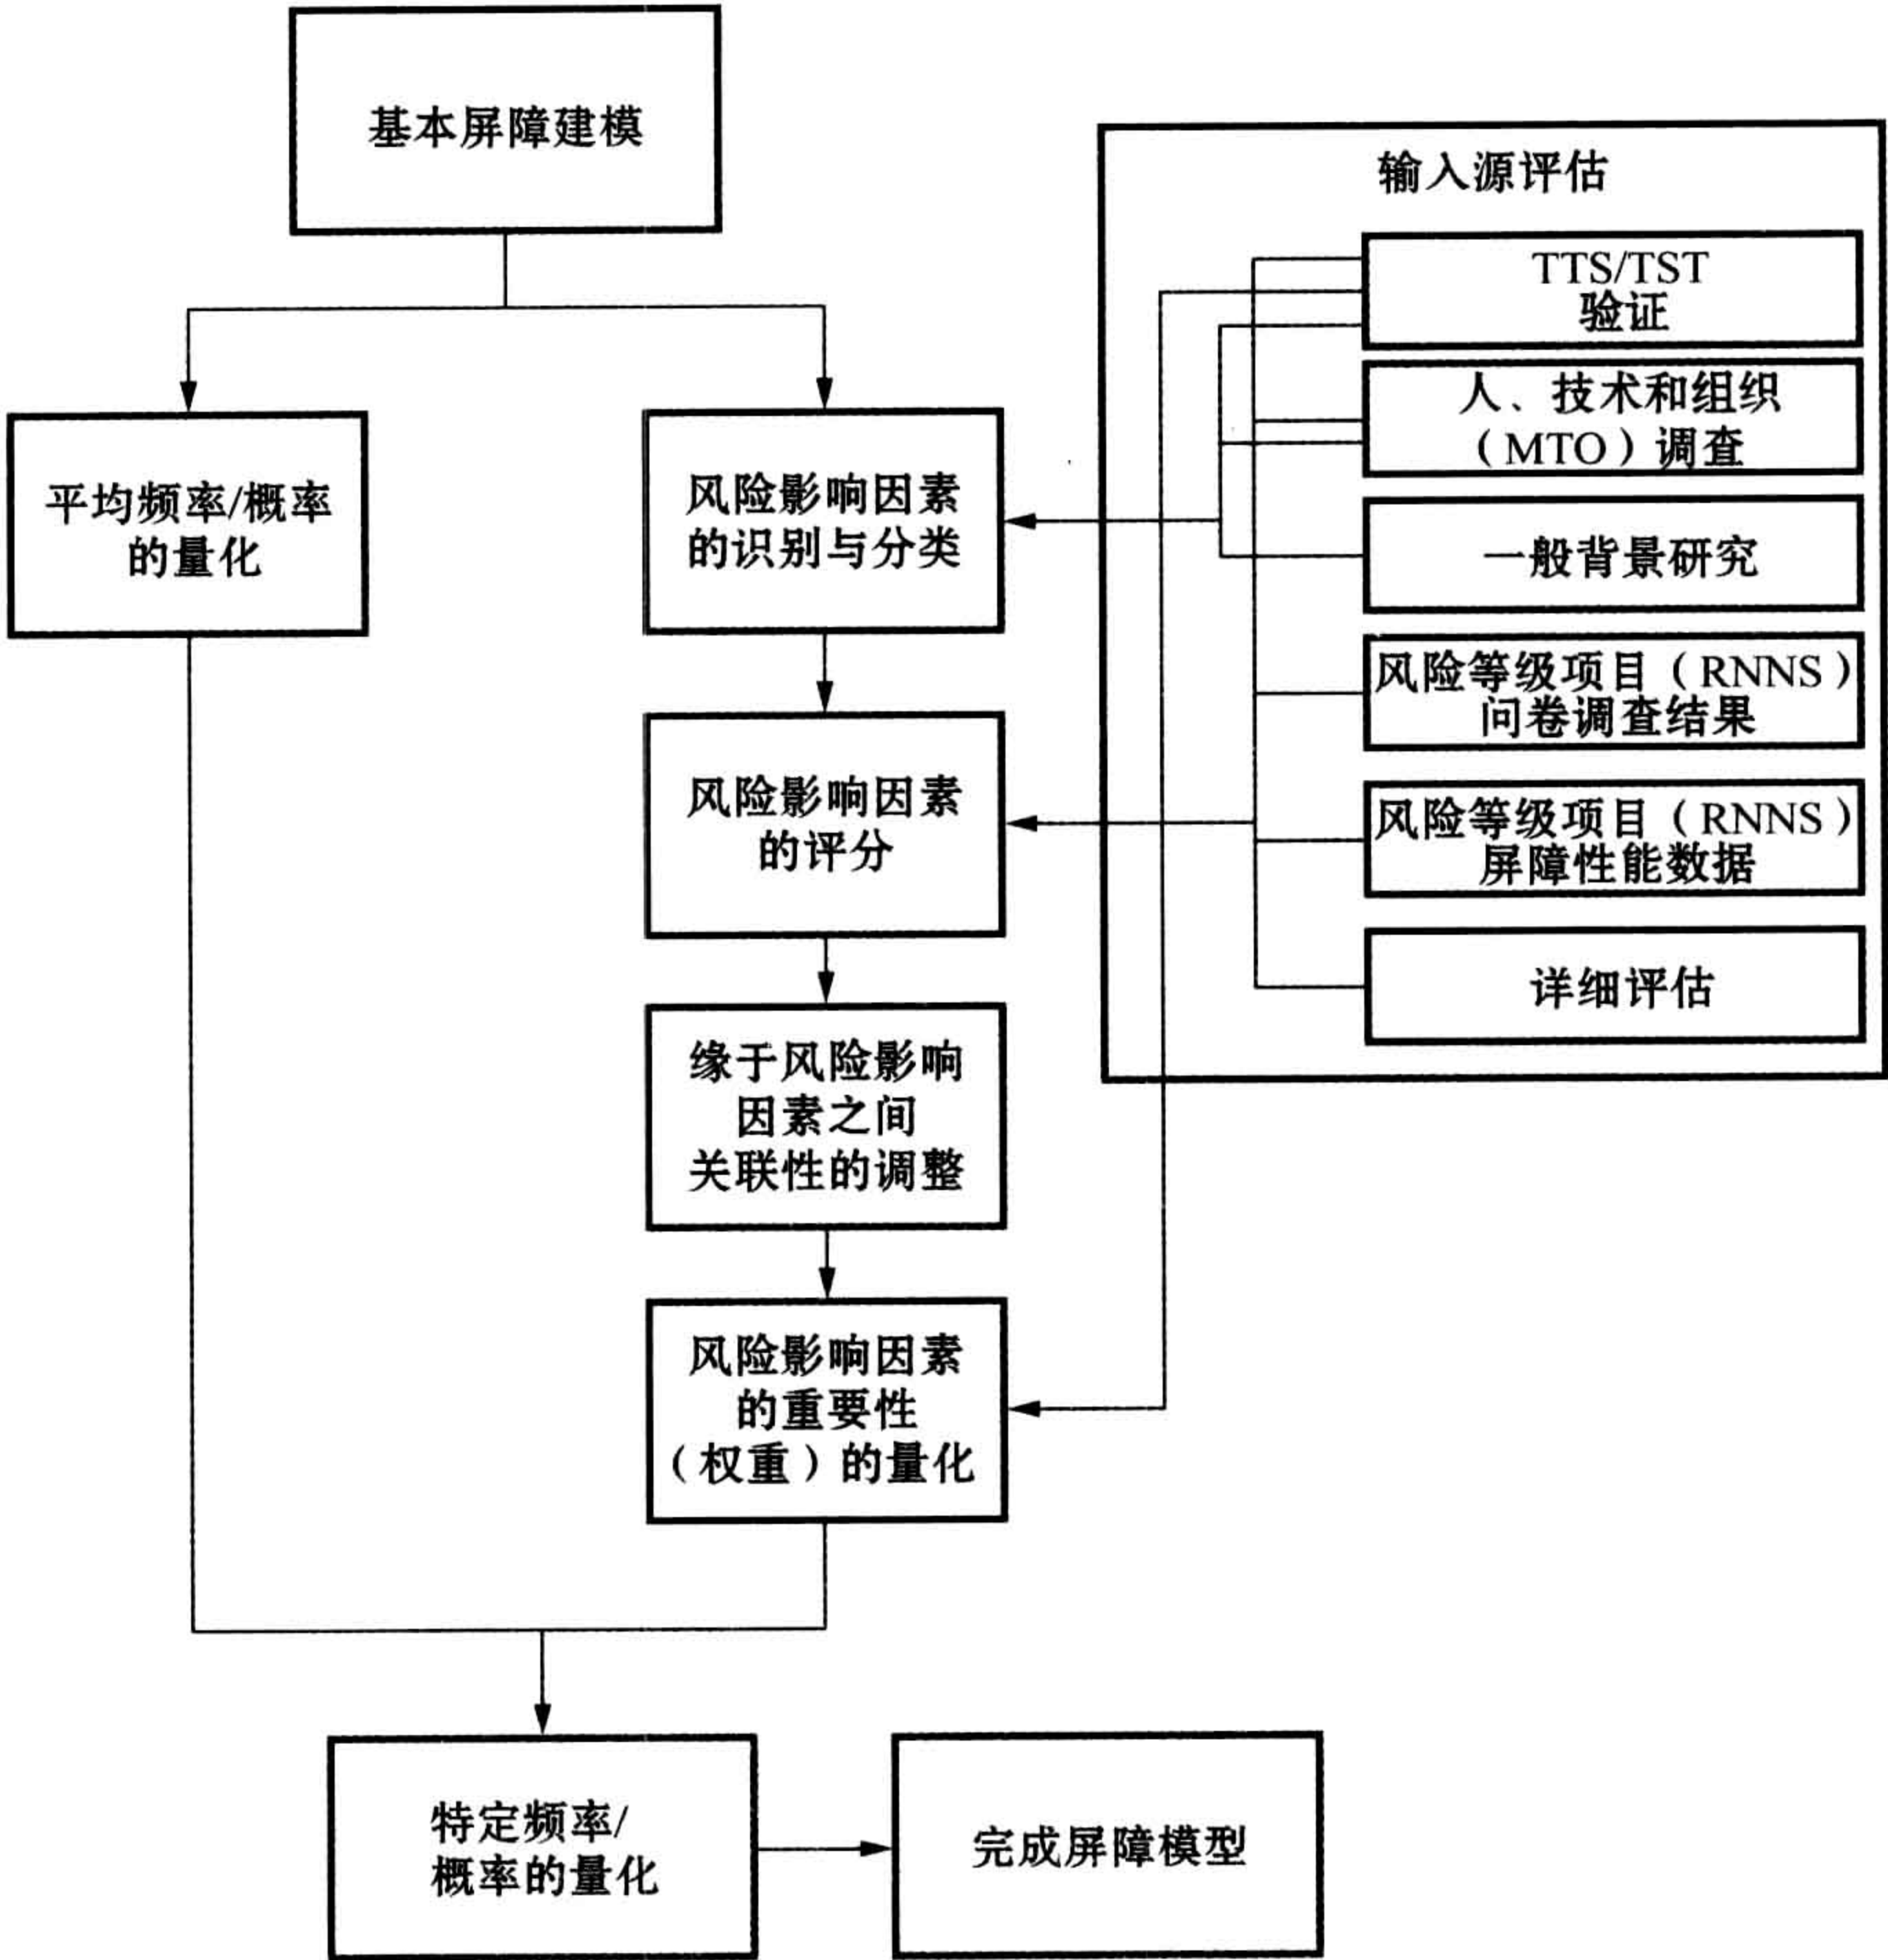 基本屏障建模
输入源评估
TTS/TST
验证
人、技术和组织
（MTO）调查
一般背景研究
风险等级项目（RNNS）
问卷调查结果
风险等级项目（RNNS）
屏障性能数据
详细评估
平均频率/概率
的量化
风险影响因素
的识别与分类
风险影响因素
的评分
缘于风险影响
因素之间
关联性的调整
风险影响因素
的重要性
（权重）的量化
特定频率/
概率的量化
完成屏障模型